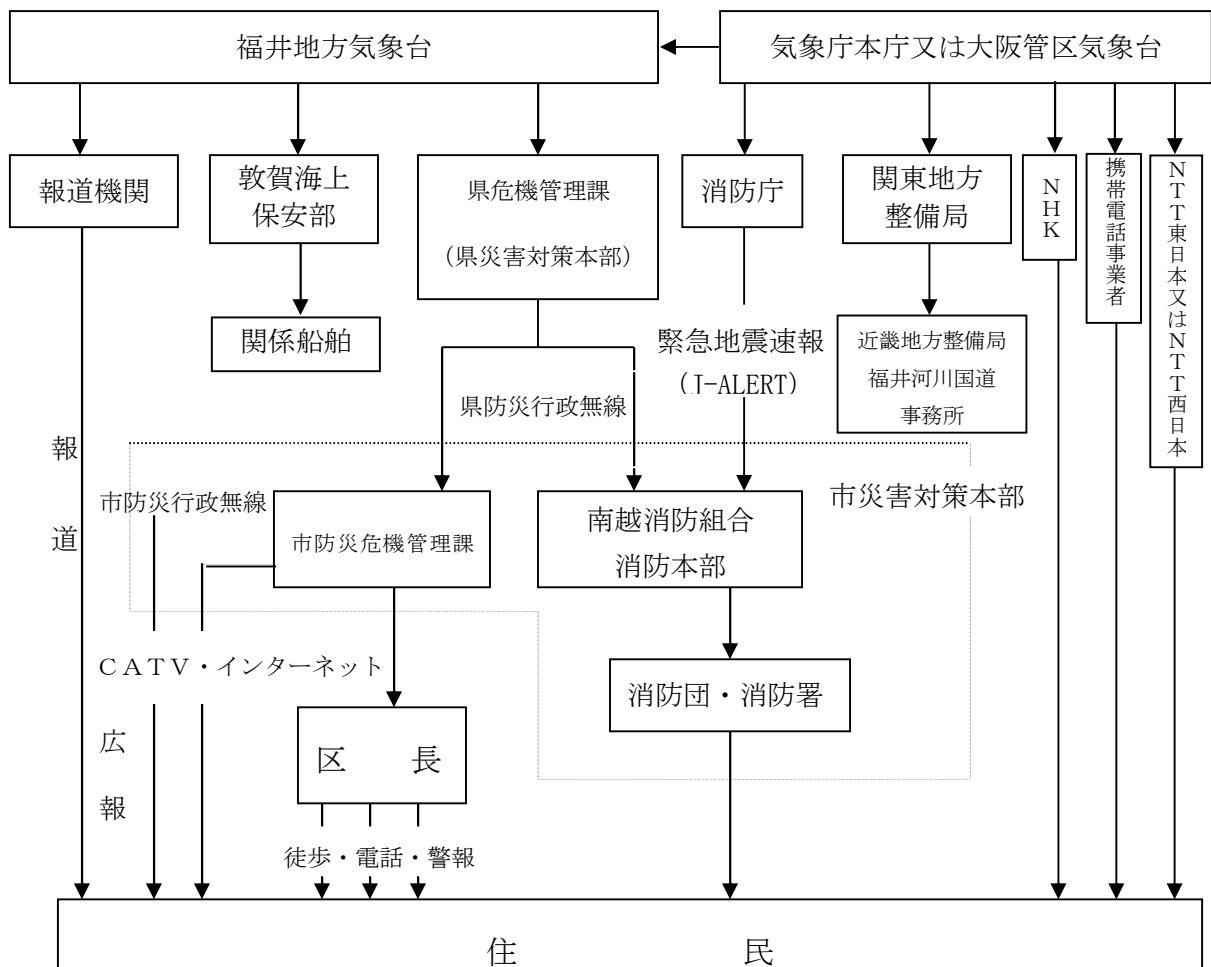 福井地方気象台
気象庁本庁又は大阪管区気象台
報道機関
敦賀海上
保安部
県危機管理課
（県災害対策本部）
消防庁
関東地方
整備局
ＮＨＫ
携帯電話事業者
ＮＴＴ東日本又はＮＴＴ西日本
関係船舶
緊急地震速報
（J-ALERT）
近畿地方整備局
福井河川国道
事務所
県防災行政無線
報道
市防災行政無線
市防災危機管理課
南越消防組合
消防本部
市災害対策本部
ＣＡＴＶ・インターネット
消防団・消防署
広報
区　長
徒歩・電話・警報
住　民